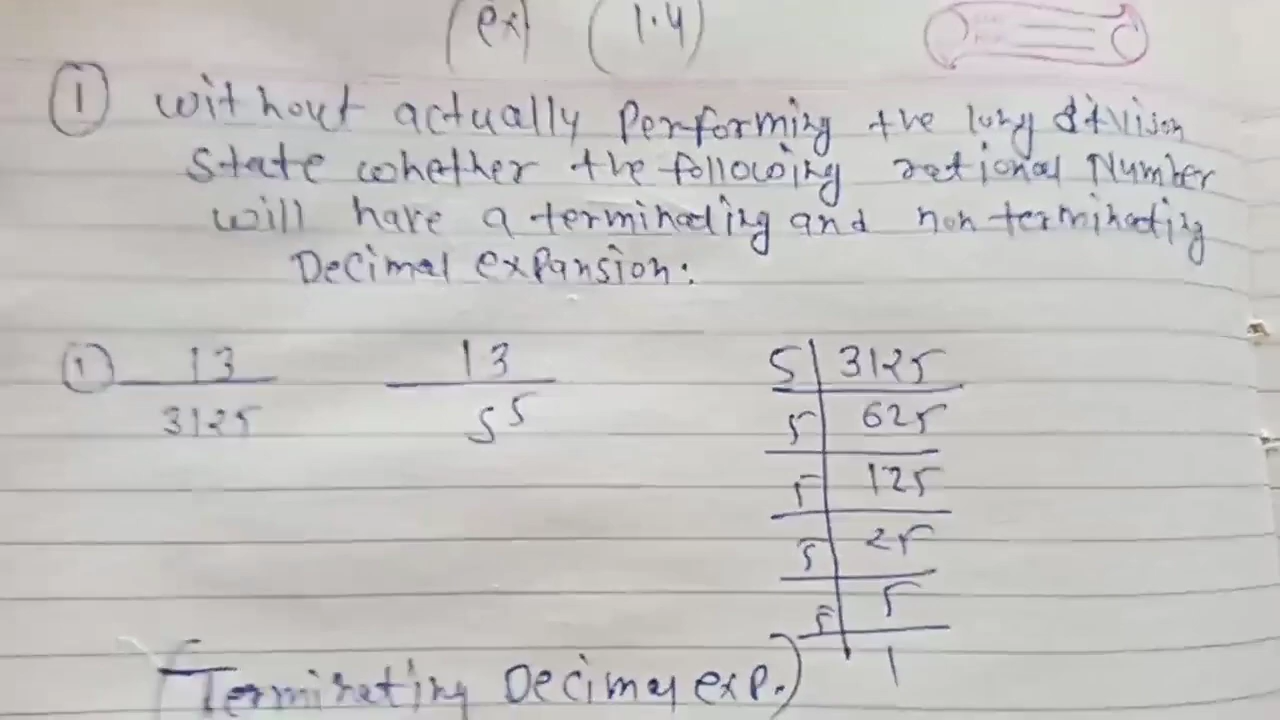 (ex) (1.4)
① without actually Performing the long division
State whether the following rational Number
will have a terminating and non terminating
Decimal expansion:
① 13/3125 13/5⁵
5 | 3125
5 | 625
5 | 125
5 | 25
5 | 5
1
Terminating Decimal exp.)